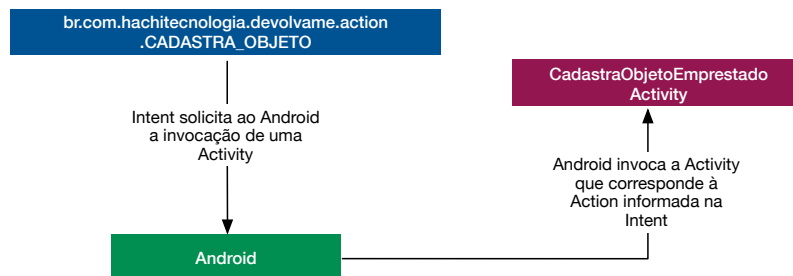 br.com.hachitecnologia.devolvame.action
.CADASTRA_OBJETO
Intent solicita ao Android
a invocação de uma
Activity
Android
CadastraObjetoEmprestado
Activity
Android invoca a Activity
que corresponde à
Action informada na
Intent